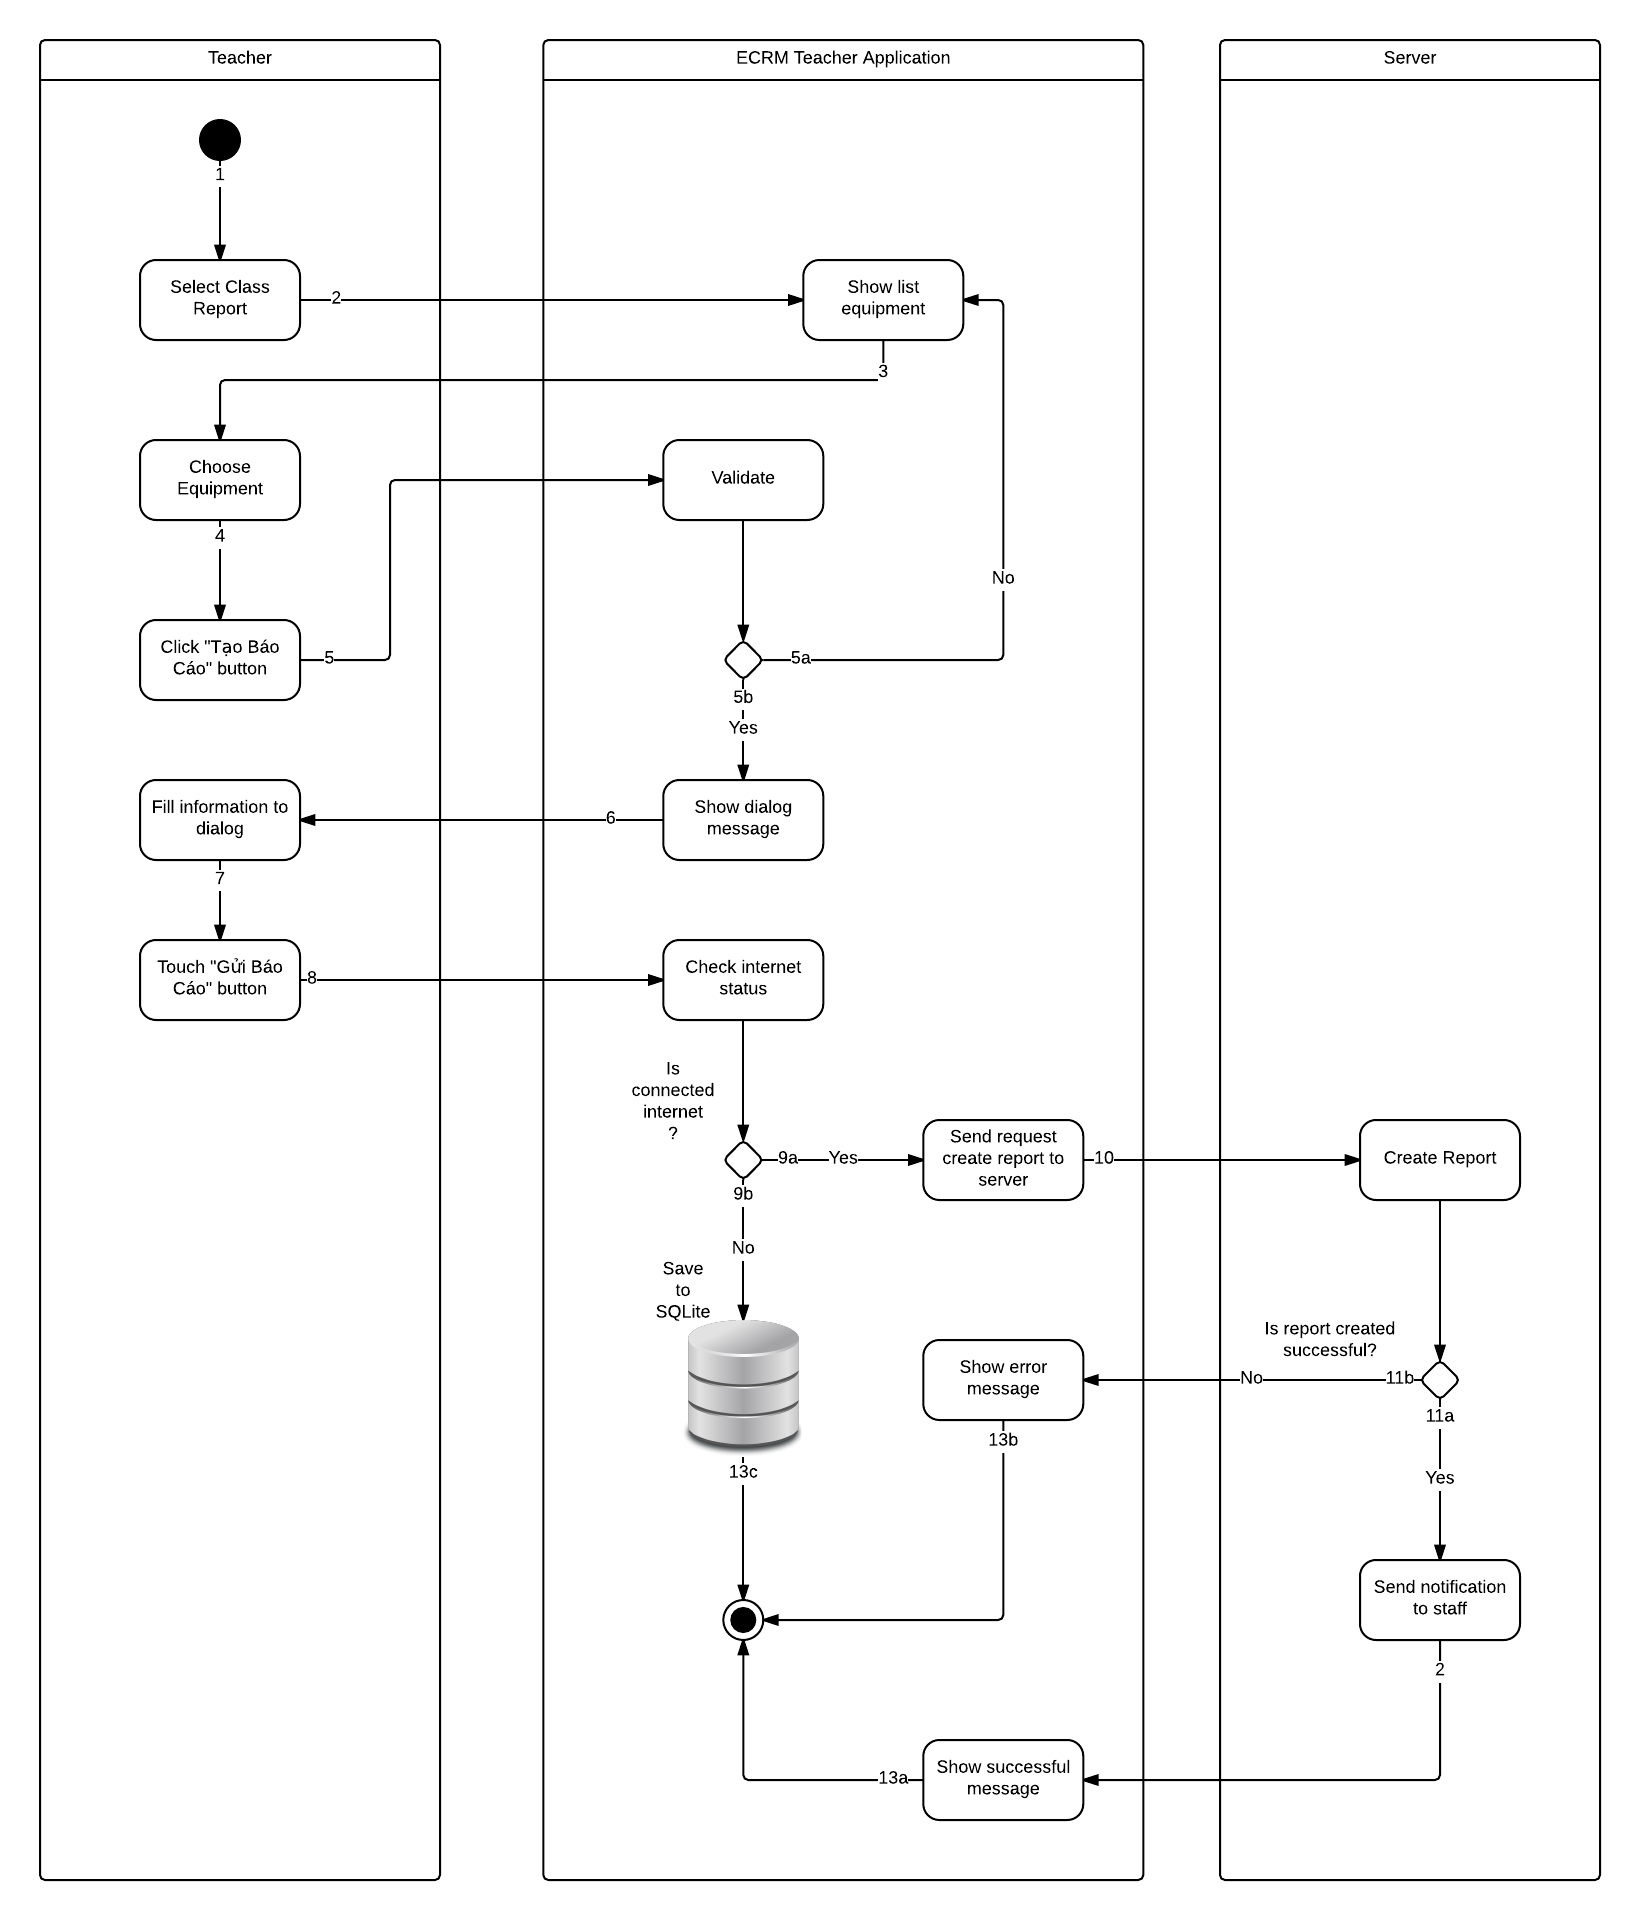 Teacher
ECRM Teacher Application
Server
1
Select Class
Report
2
Show list
equipment
3
Choose
Equipment
Validate
4
No
Click "Tạo Báo
Cáo" button
5
5a
5b
Yes
Fill information to
dialog
6
Show dialog
message
7
Touch "Gửi Báo
Cáo" button
8
Check internet
status
Is
connected
internet
?
9a
Yes
Send request
create report to
server
10
Create Report
9b
No
Save
to
SQLite
Is report created
successful?
Show error
message
No
11b
11a
13b
13c
Yes
Send notification
to staff
2
13a
Show successful
message